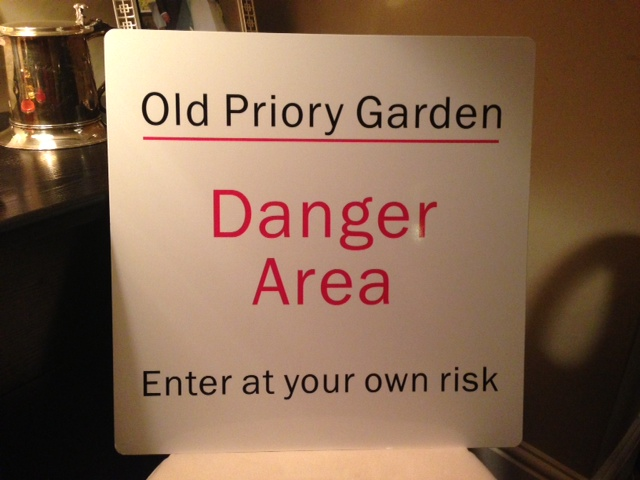 Old Priory Garden
Danger
Area
Enter at your own risk